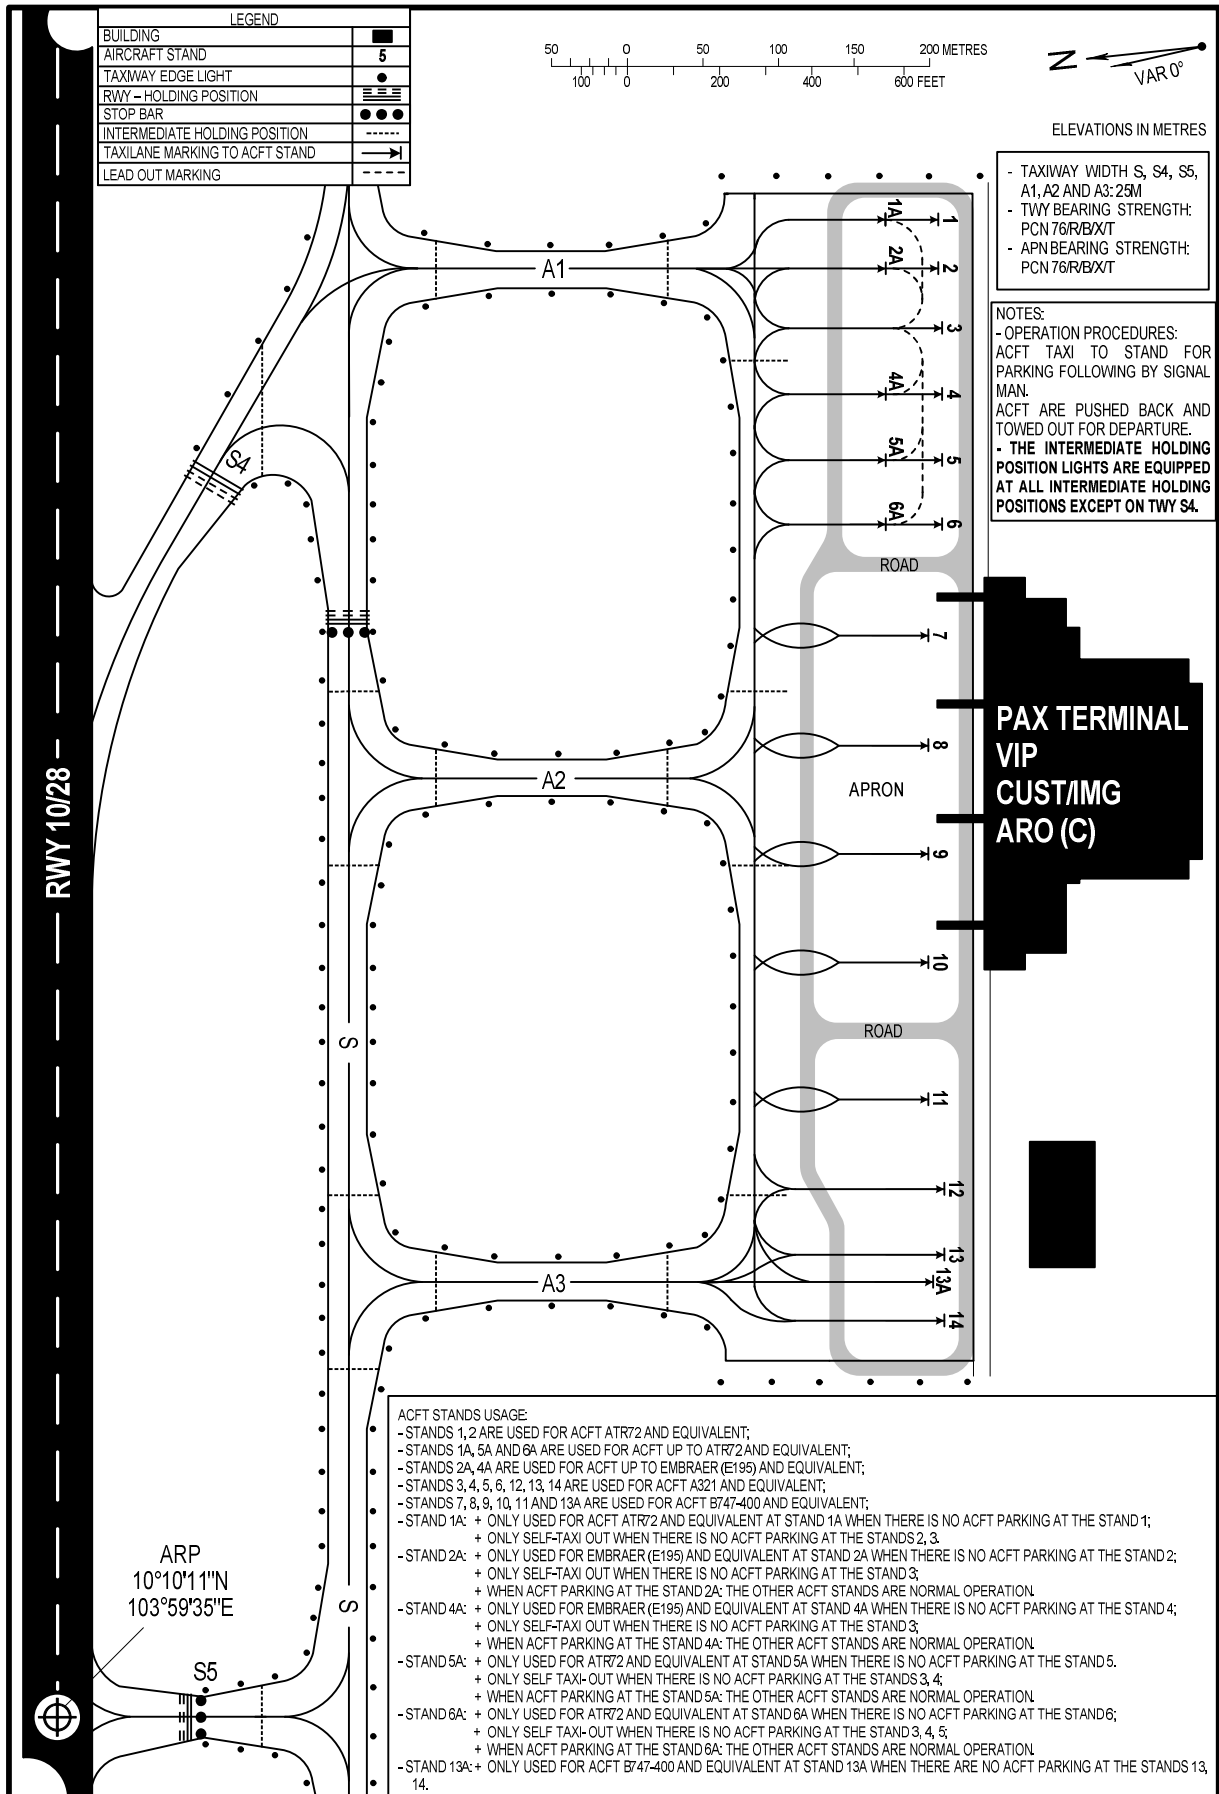 LEGEND
BUILDING
AIRCRAFT STAND 5
TAXIWAY EDGE LIGHT
RWY – HOLDING POSITION
STOP BAR
INTERMEDIATE HOLDING POSITION
TAXILANE MARKING TO ACFT STAND
LEAD OUT MARKING
50 0 50 100 150 200 METRES
100 0 200 400 600 FEET
N
VAR 0°
ELEVATIONS IN METRES
- TAXIWAY WIDTH S, S4, S5,
A1, A2 AND A3: 25M
- TWY BEARING STRENGTH:
PCN 76/R/B/X/T
- APN BEARING STRENGTH:
PCN 76/R/B/X/T
NOTES:
- OPERATION PROCEDURES:
ACFT TAXI TO STAND FOR
PARKING FOLLOWING BY SIGNAL
MAN.
ACFT ARE PUSHED BACK AND
TOWED OUT FOR DEPARTURE.
- THE INTERMEDIATE HOLDING
POSITION LIGHTS ARE EQUIPPED
AT ALL INTERMEDIATE HOLDING
POSITIONS EXCEPT ON TWY S4.
1A 1
A1
2A 2
3
4A 4
S4
5A 5
6A 6
ROAD
7
PAX TERMINAL
VIP
CUST/IMG
ARO (C)
8
A2
APRON
RWY 10/28
9
10
ROAD
S
11
12
13
A3
13A
14
ACFT STANDS USAGE:
- STANDS 1, 2 ARE USED FOR ACFT ATR72 AND EQUIVALENT;
- STANDS 1A, 5A AND 6A ARE USED FOR ACFT UP TO ATR72 AND EQUIVALENT;
- STANDS 2A, 4A ARE USED FOR ACFT UP TO EMBRAER (E195) AND EQUIVALENT;
- STANDS 3, 4, 5, 6, 12, 13, 14 ARE USED FOR ACFT A321 AND EQUIVALENT;
- STANDS 7, 8, 9, 10, 11 AND 13A ARE USED FOR ACFT B747-400 AND EQUIVALENT;
- STAND 1A: + ONLY USED FOR ACFT ATR72 AND EQUIVALENT AT STAND 1A WHEN THERE IS NO ACFT PARKING AT THE STAND 1;
+ ONLY SELF-TAXI OUT WHEN THERE IS NO ACFT PARKING AT THE STANDS 2, 3.
- STAND 2A: + ONLY USED FOR EMBRAER (E195) AND EQUIVALENT AT STAND 2A WHEN THERE IS NO ACFT PARKING AT THE STAND 2;
+ ONLY SELF-TAXI OUT WHEN THERE IS NO ACFT PARKING AT THE STAND 3;
+ WHEN ACFT PARKING AT THE STAND 2A: THE OTHER ACFT STANDS ARE NORMAL OPERATION.
- STAND 4A: + ONLY USED FOR EMBRAER (E195) AND EQUIVALENT AT STAND 4A WHEN THERE IS NO ACFT PARKING AT THE STAND 4;
+ ONLY SELF-TAXI OUT WHEN THERE IS NO ACFT PARKING AT THE STAND 3;
+ WHEN ACFT PARKING AT THE STAND 4A: THE OTHER ACFT STANDS ARE NORMAL OPERATION.
- STAND 5A: + ONLY USED FOR ATR72 AND EQUIVALENT AT STAND 5A WHEN THERE IS NO ACFT PARKING AT THE STAND 5.
+ ONLY SELF TAXI- OUT WHEN THERE IS NO ACFT PARKING AT THE STANDS 3, 4;
+ WHEN ACFT PARKING AT THE STAND 5A: THE OTHER ACFT STANDS ARE NORMAL OPERATION.
- STAND 6A: + ONLY USED FOR ATR72 AND EQUIVALENT AT STAND 6A WHEN THERE IS NO ACFT PARKING AT THE STAND 6;
+ ONLY SELF TAXI- OUT WHEN THERE IS NO ACFT PARKING AT THE STAND 3, 4, 5;
+ WHEN ACFT PARKING AT THE STAND 6A: THE OTHER ACFT STANDS ARE NORMAL OPERATION.
- STAND 13A: + ONLY USED FOR ACFT B747-400 AND EQUIVALENT AT STAND 13A WHEN THERE ARE NO ACFT PARKING AT THE STANDS 13,
14.
ARP
10°10'11"N
103°59'35"E
S
S5